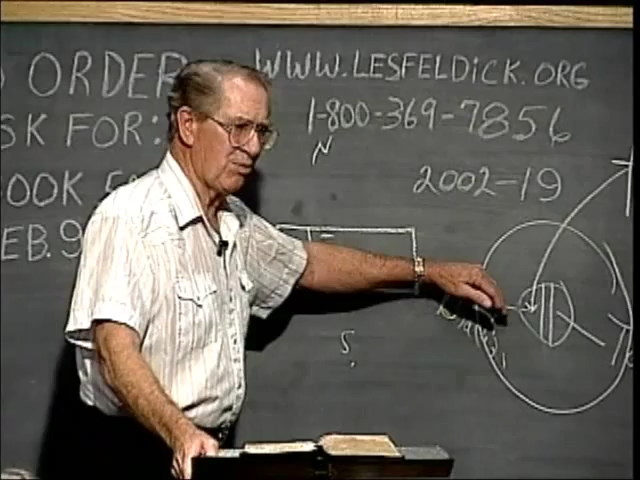 O ORDER
SK FOR:
OOK
EB. 9
WWW.LESFELDICK.ORG
1-800-369-7856
N
2002-19
S